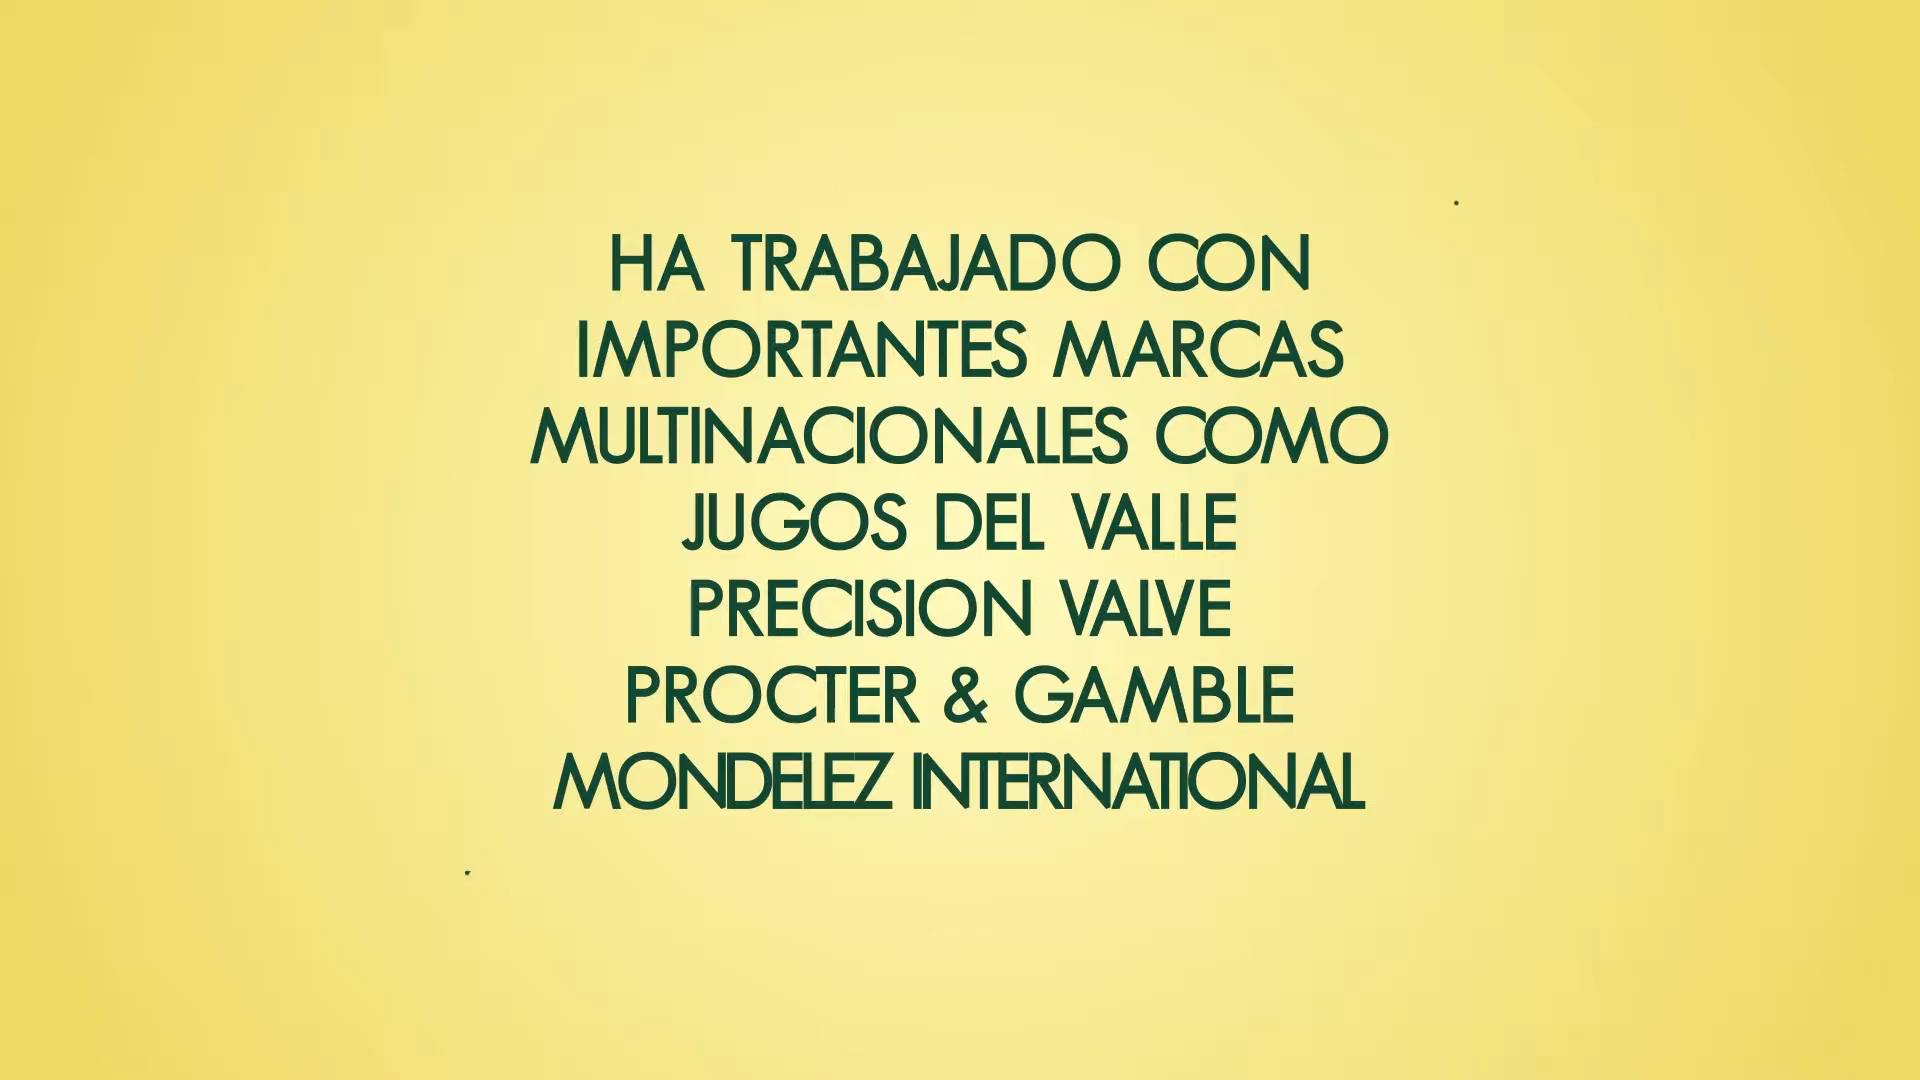 HA TRABAJADO CON
IMPORTANTES MARCAS
MULTINACIONALES COMO
JUGOS DEL VALLE
PRECISION VALVE
PROCTER & GAMBLE
MONDELEZ INTERNATIONAL